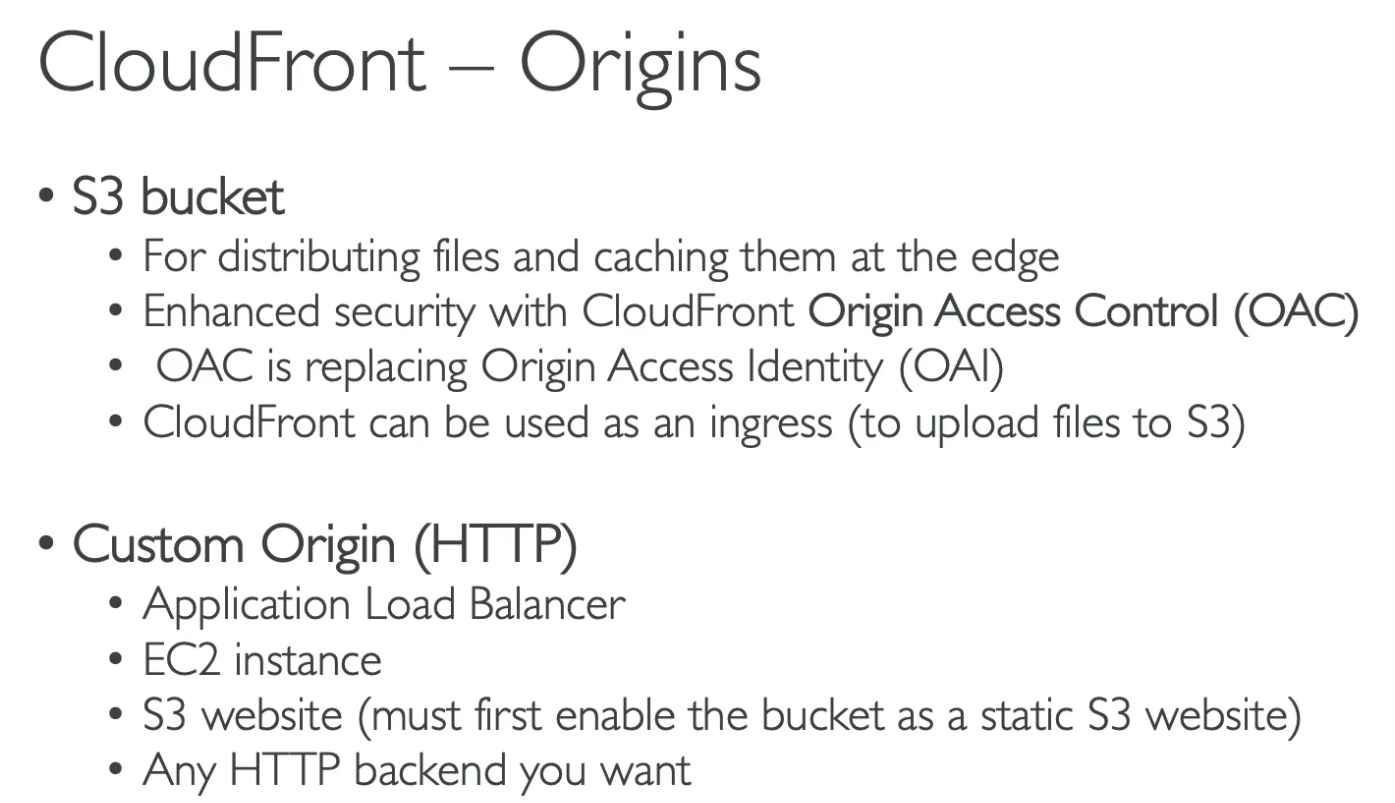 CloudFront – Origins
• S3 bucket
• For distributing files and caching them at the edge
• Enhanced security with CloudFront Origin Access Control (OAC)
• OAC is replacing Origin Access Identity (OAI)
• CloudFront can be used as an ingress (to upload files to S3)
• Custom Origin (HTTP)
• Application Load Balancer
• EC2 instance
• S3 website (must first enable the bucket as a static S3 website)
• Any HTTP backend you want